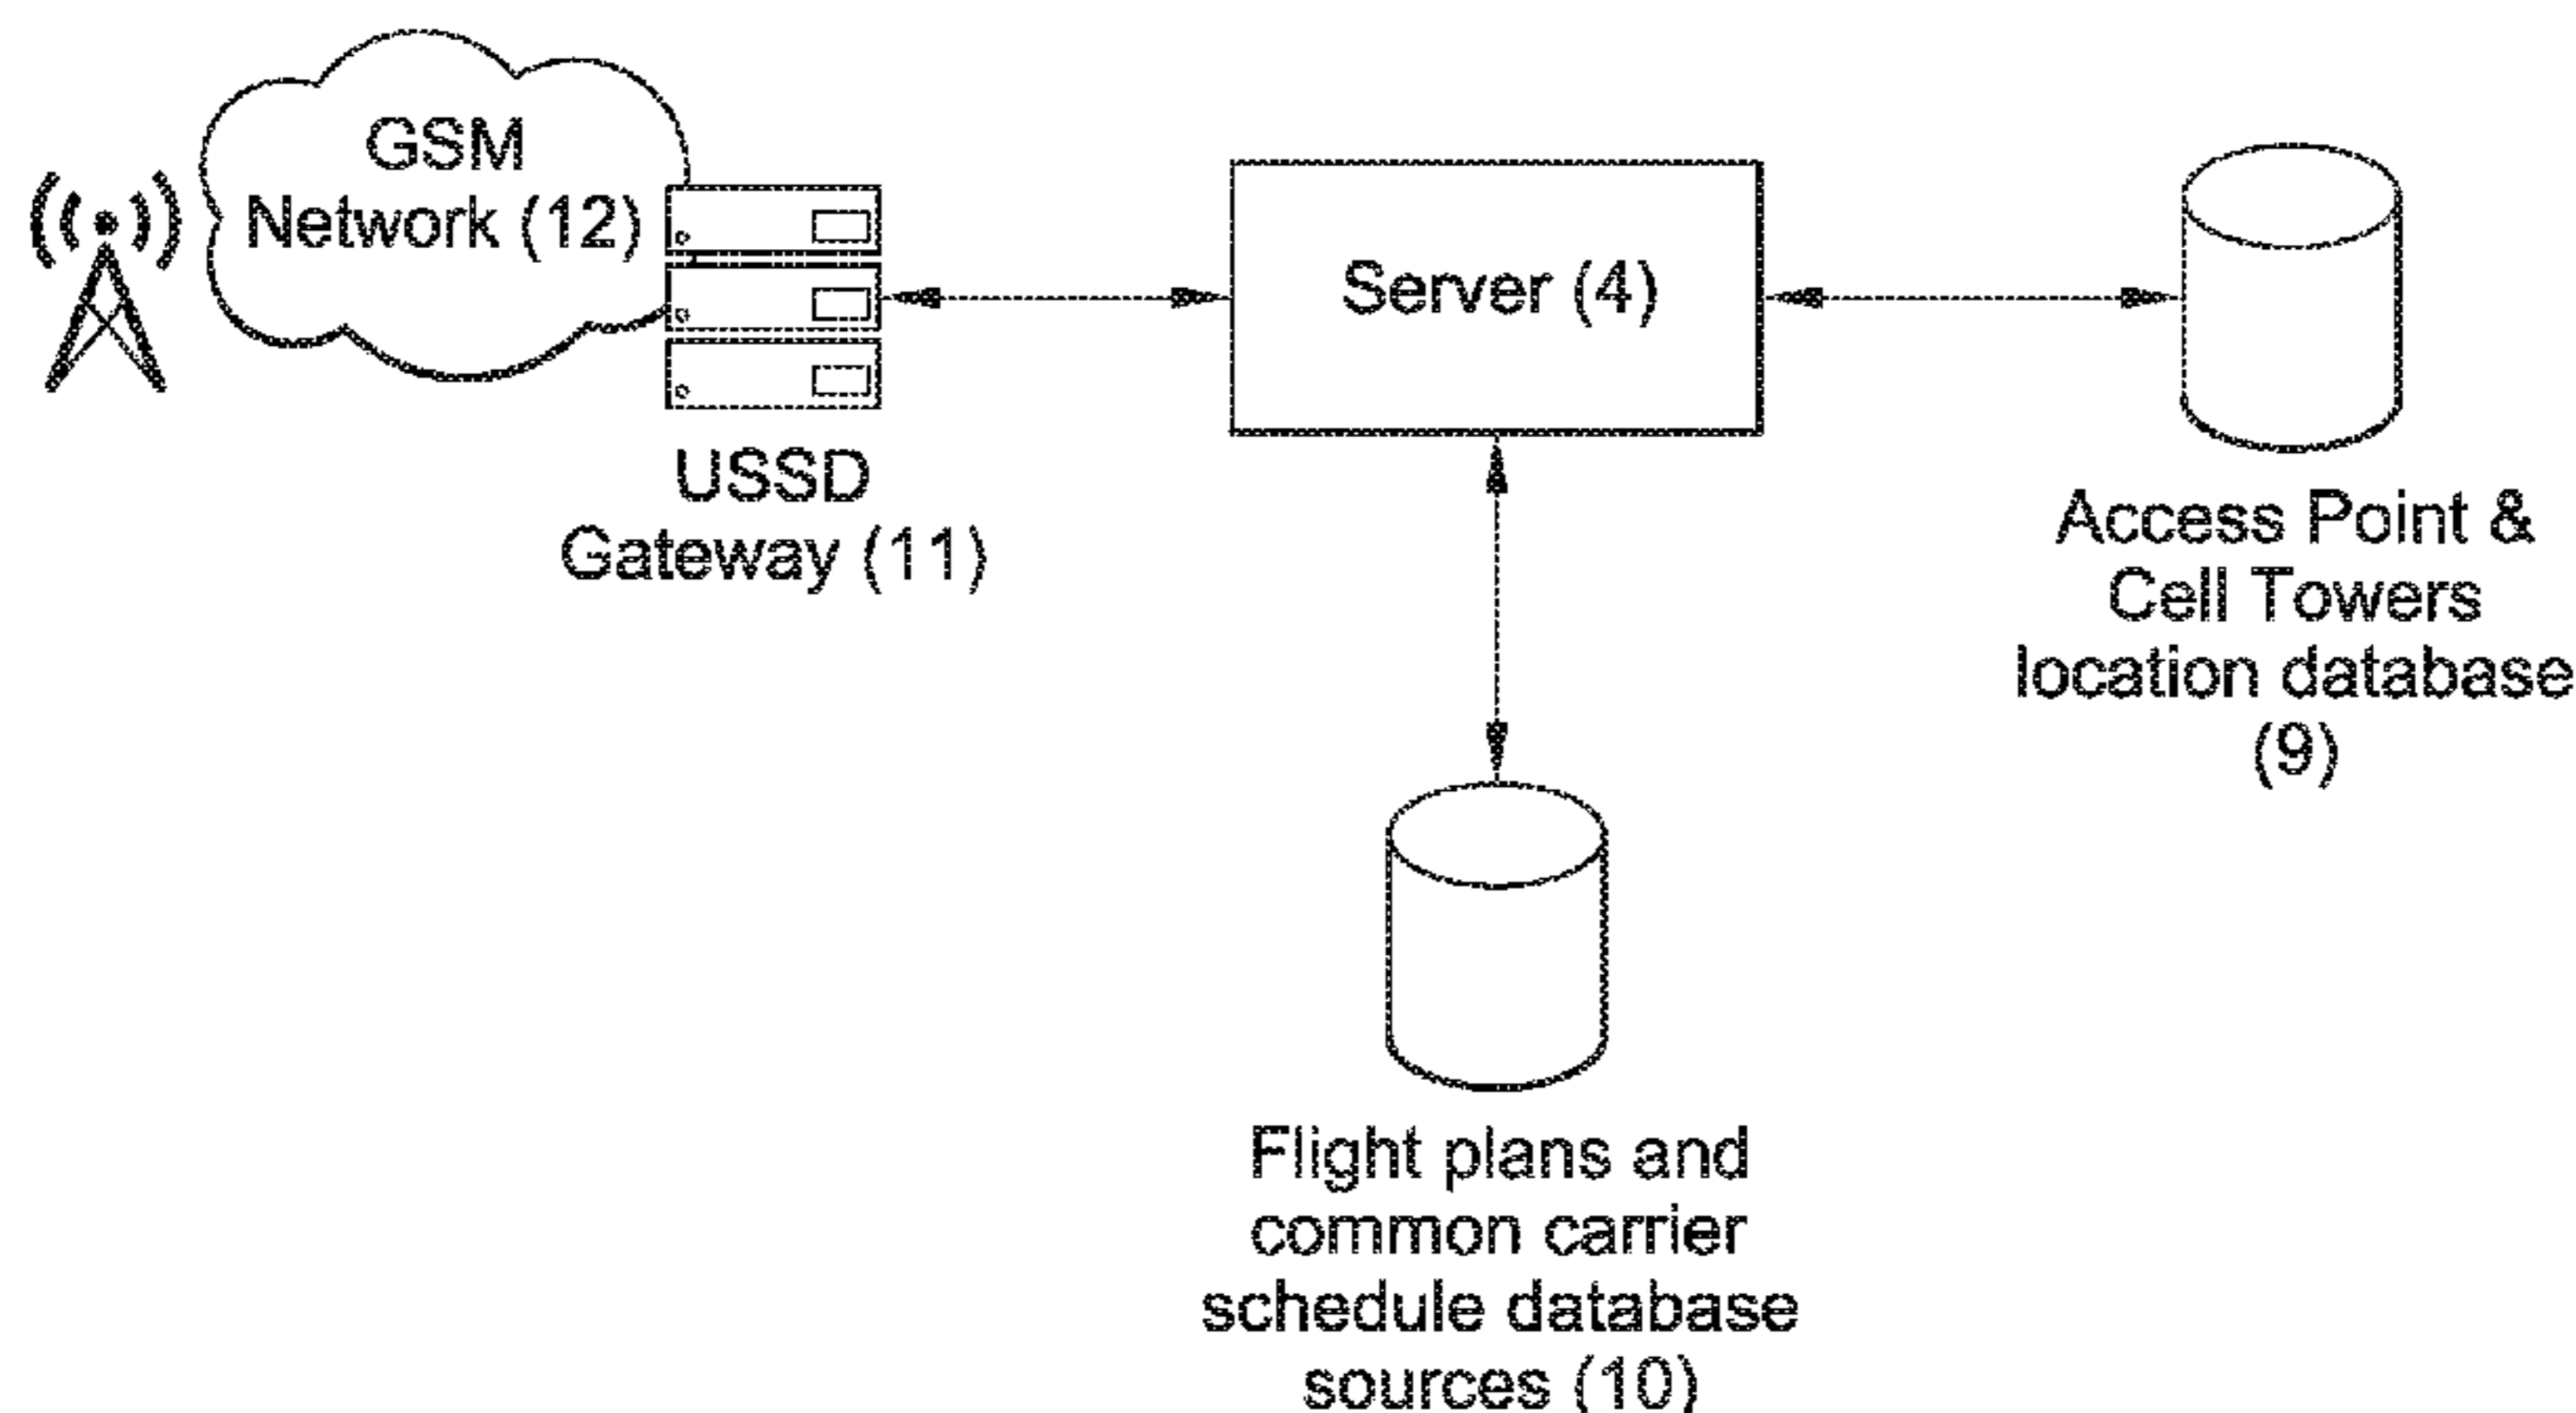 GSM
Network (12)
USSD
Gateway (11)
Server (4)
Access Point &
Cell Towers
location database
(9)
Flight plans and
common carrier
schedule database
sources (10)